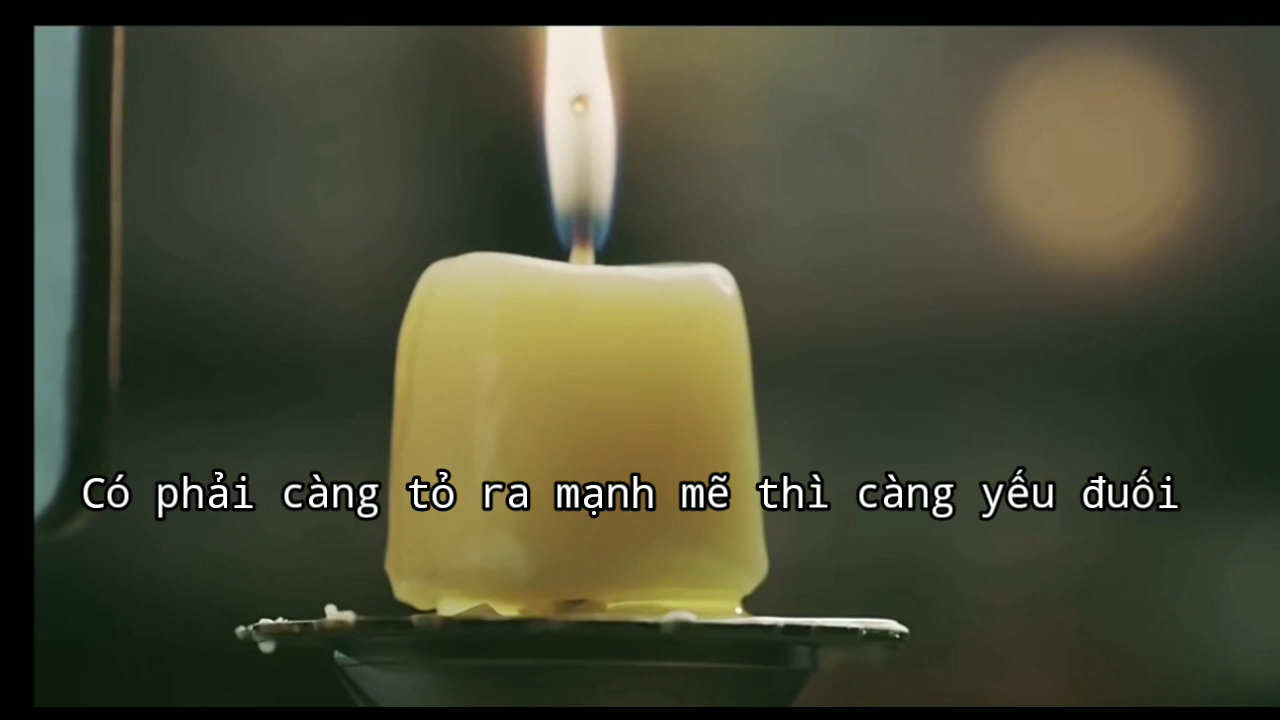 Có phải càng tỏ ra mạnh mẽ thì càng yếu đuối